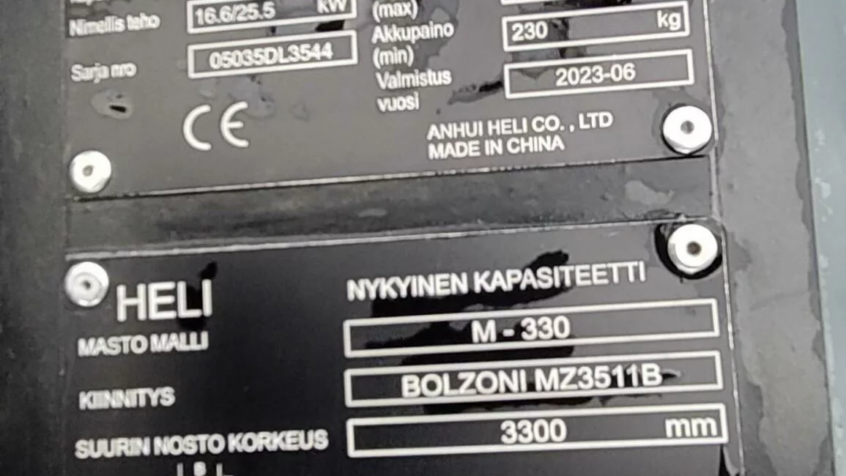 Nimellis teho 16.6/25.5 kW
(max)
Akkupaino 230 kg
(min)
Sarja nro 05035DL3544
Valmistus 2023-06
vuosi
CE
ANHUI HELI CO. , LTD
MADE IN CHINA
HELI NYKYINEN KAPASITEETTI
MASTO MALLI M - 330
KIINNITYS BOLZONI MZ3511B
SUURIN NOSTO KORKEUS 3300 mm